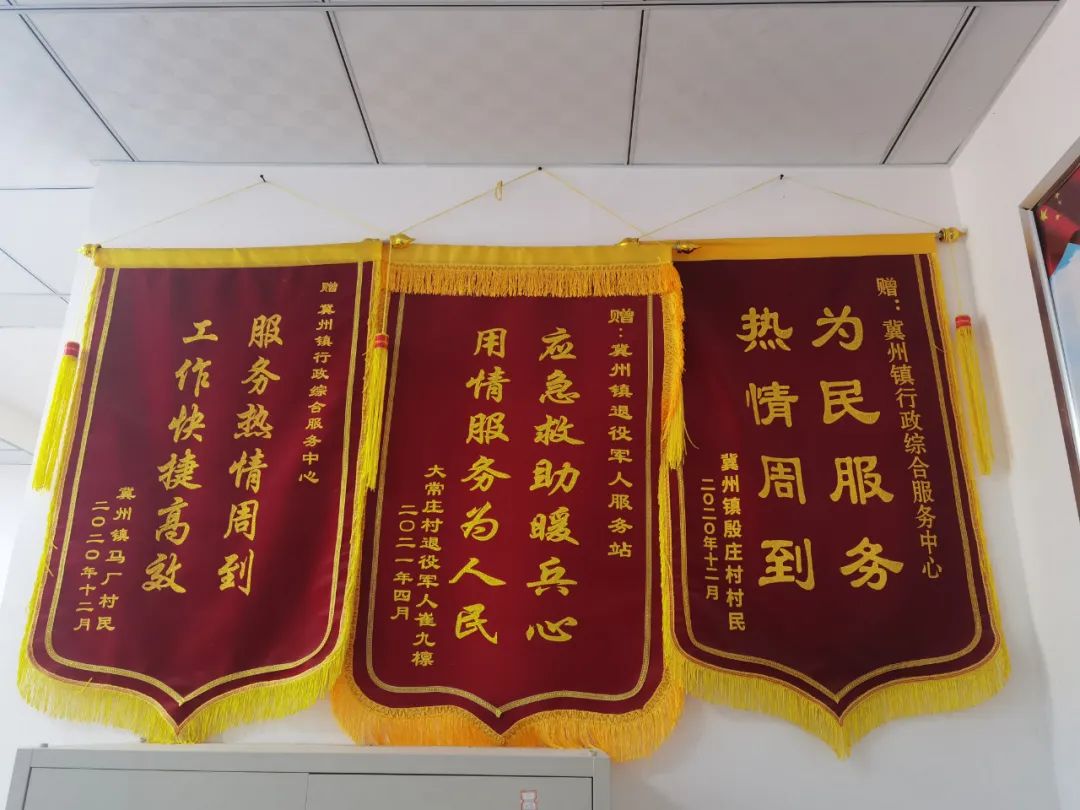 赠 冀州镇行政综合服务中心
服务热情周到
工作快捷高效
冀州镇马厂村民
二〇二〇年十二月
赠：冀州镇退役军人服务站
应急救助暖兵心
用情服务为人民
大常庄村退役军人崔九檩
二〇二一年四月
赠：冀州镇行政综合服务中心
为民服务
热情周到
冀州镇殷庄村村民
二〇二〇年十二月